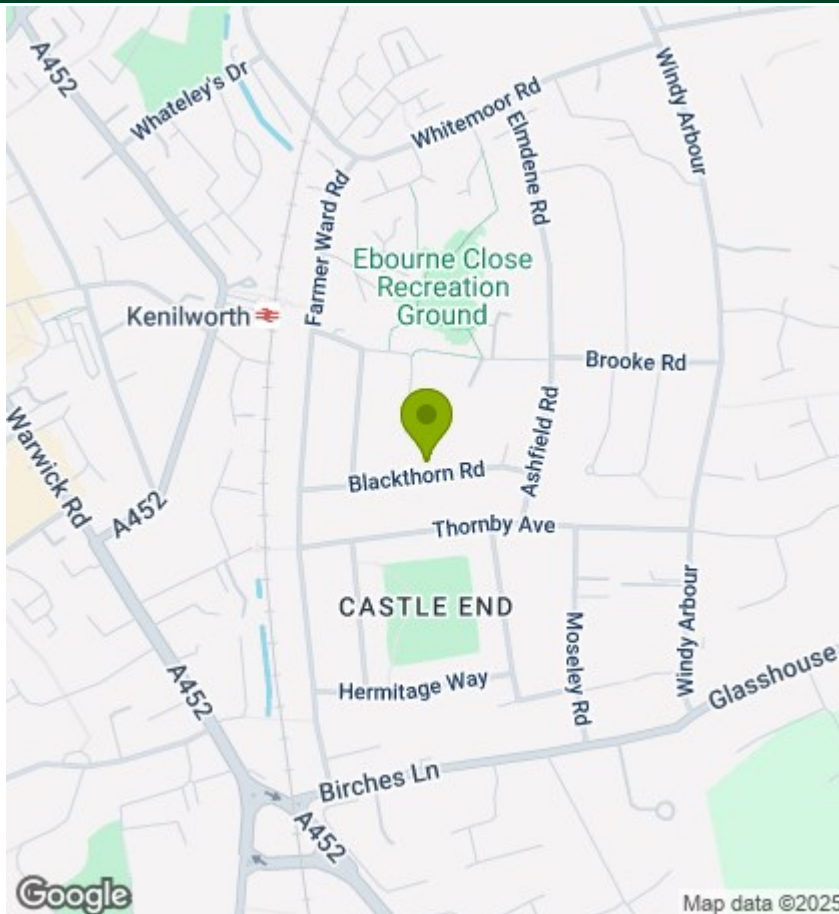 A452
Whateley's Dr
Whitemoor Rd
Windy Arbour
Elmdene Rd
Farmer Ward Rd
Ebourne Close
Recreation
Ground
Kenilworth
Brooke Rd
Warwick Rd
A452
Ashfield Rd
Blackthorn Rd
Thornby Ave
CASTLE END
Moseley Rd
Windy Arbour
A452
Hermitage Way
Glasshouse
Birches Ln
A452
Google
Map data ©2025